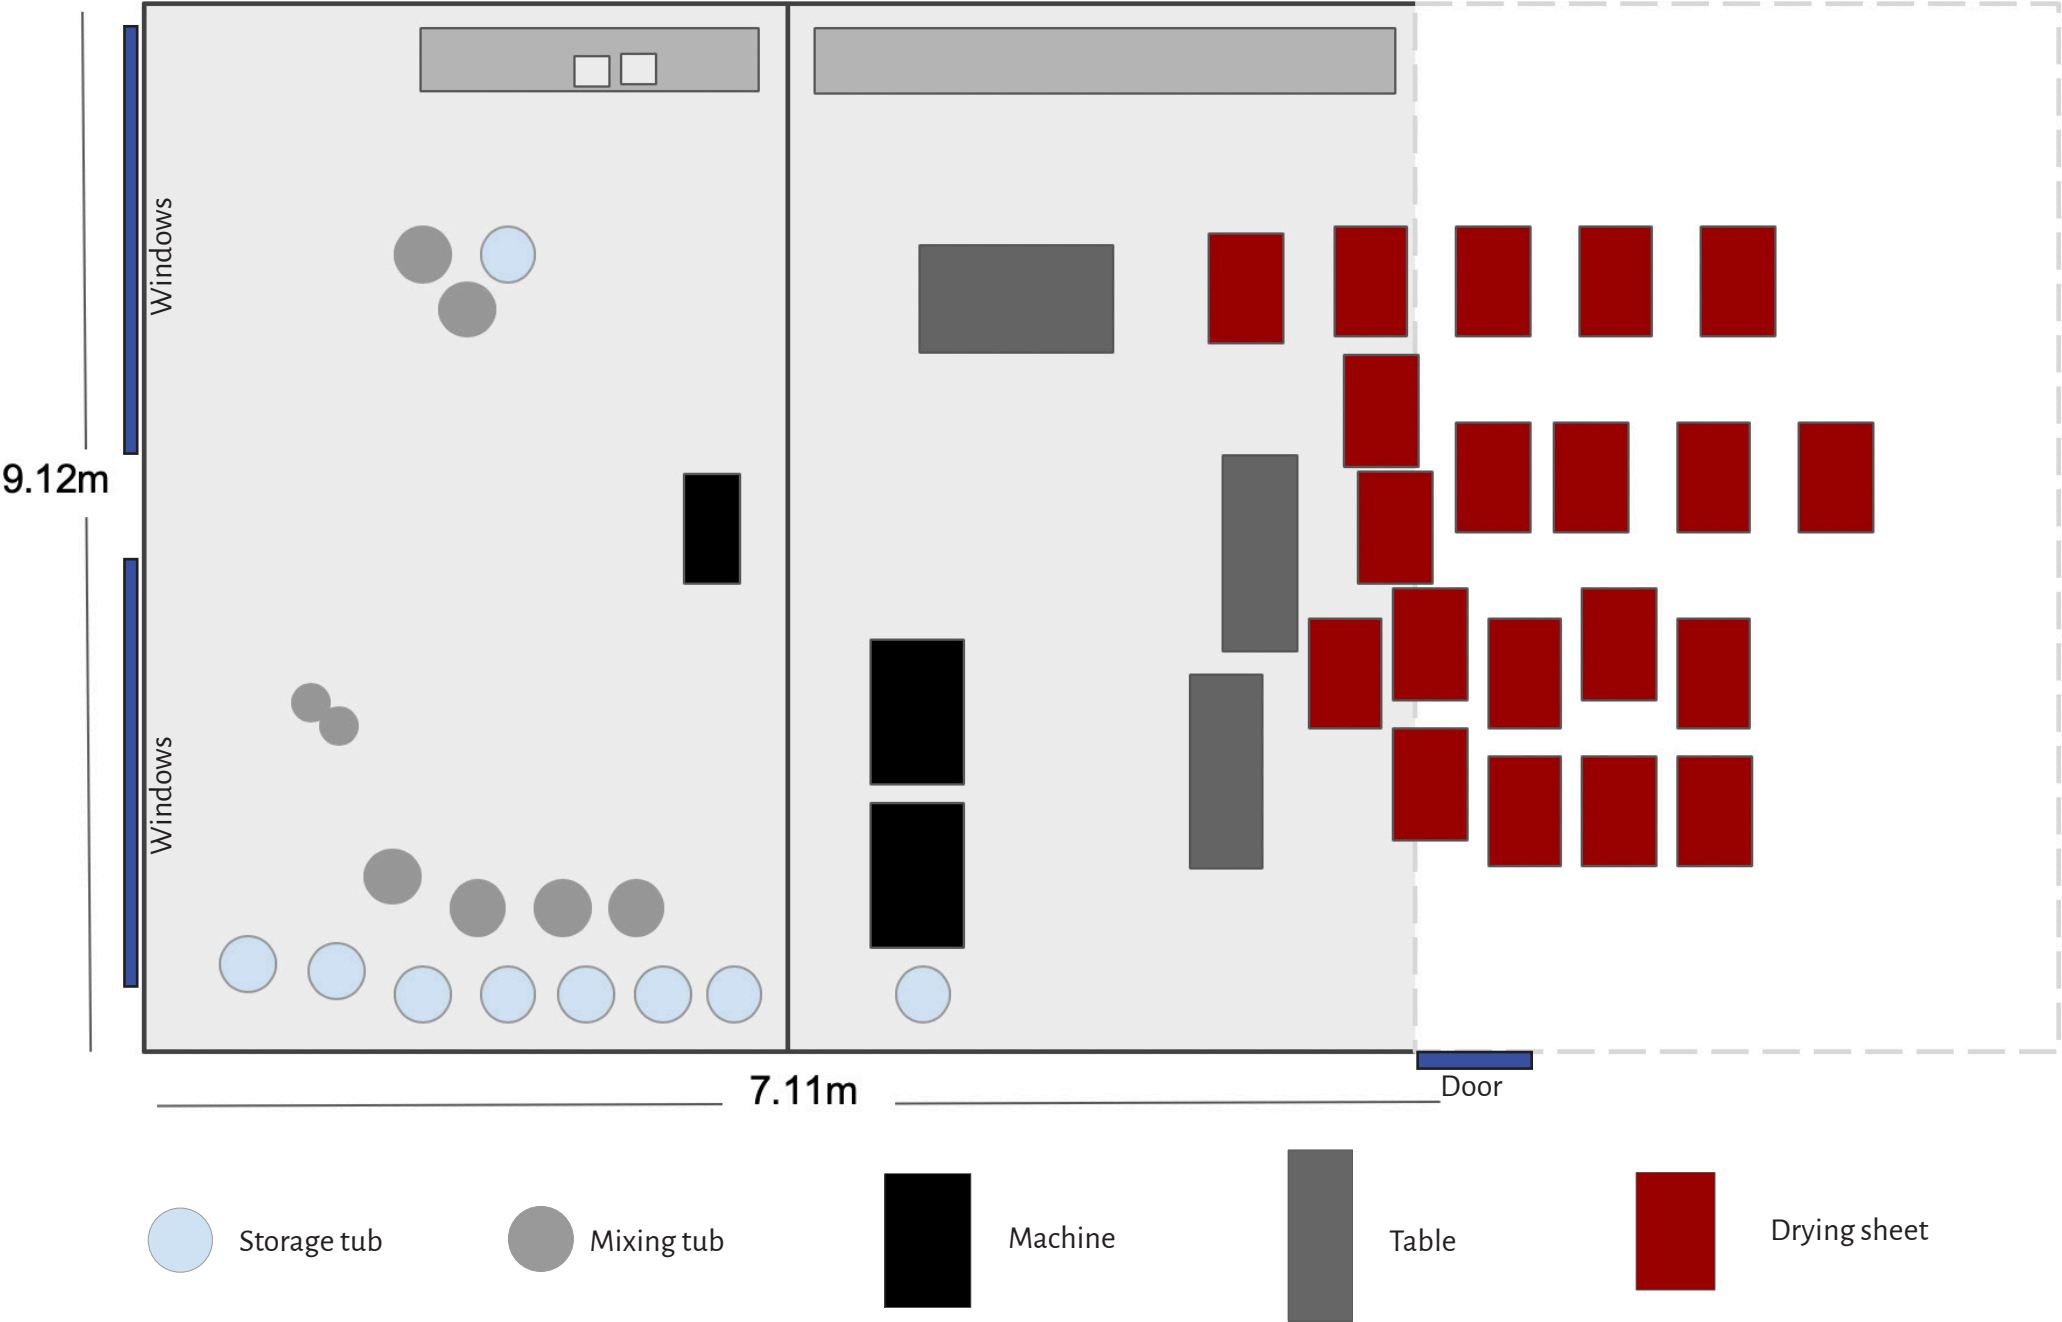 Windows
9.12m
Windows
7.11m
Door
Storage tub
Mixing tub
Machine
Table
Drying sheet